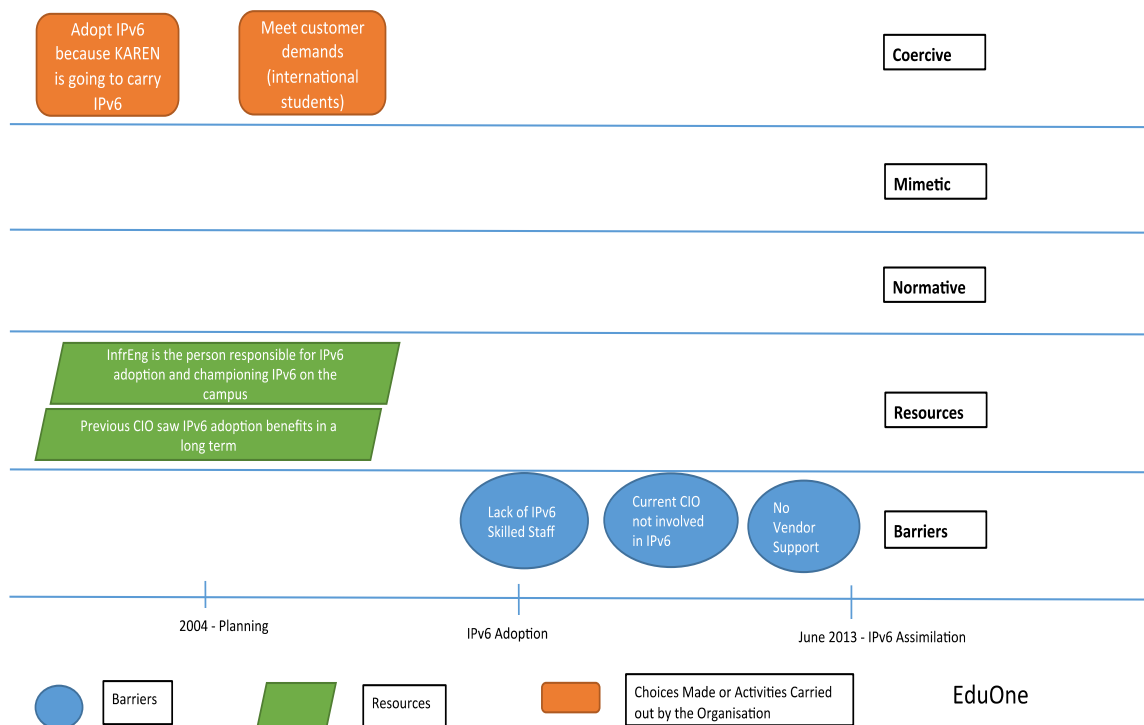 Adopt IPv6
because KAREN
is going to carry
IPv6
Meet customer
demands
(international
students)
Coercive
Mimetic
Normative
InfrEng is the person responsible for IPv6
adoption and championing IPv6 on the
campus
Previous CIO saw IPv6 adoption benefits in a
long term
Resources
Lack of IPv6
Skilled Staff
Current CIO
not involved
in IPv6
No
Vendor
Support
Barriers
2004 - Planning
IPv6 Adoption
June 2013 - IPv6 Assimilation
Barriers
Resources
Choices Made or Activities Carried
out by the Organisation
EduOne